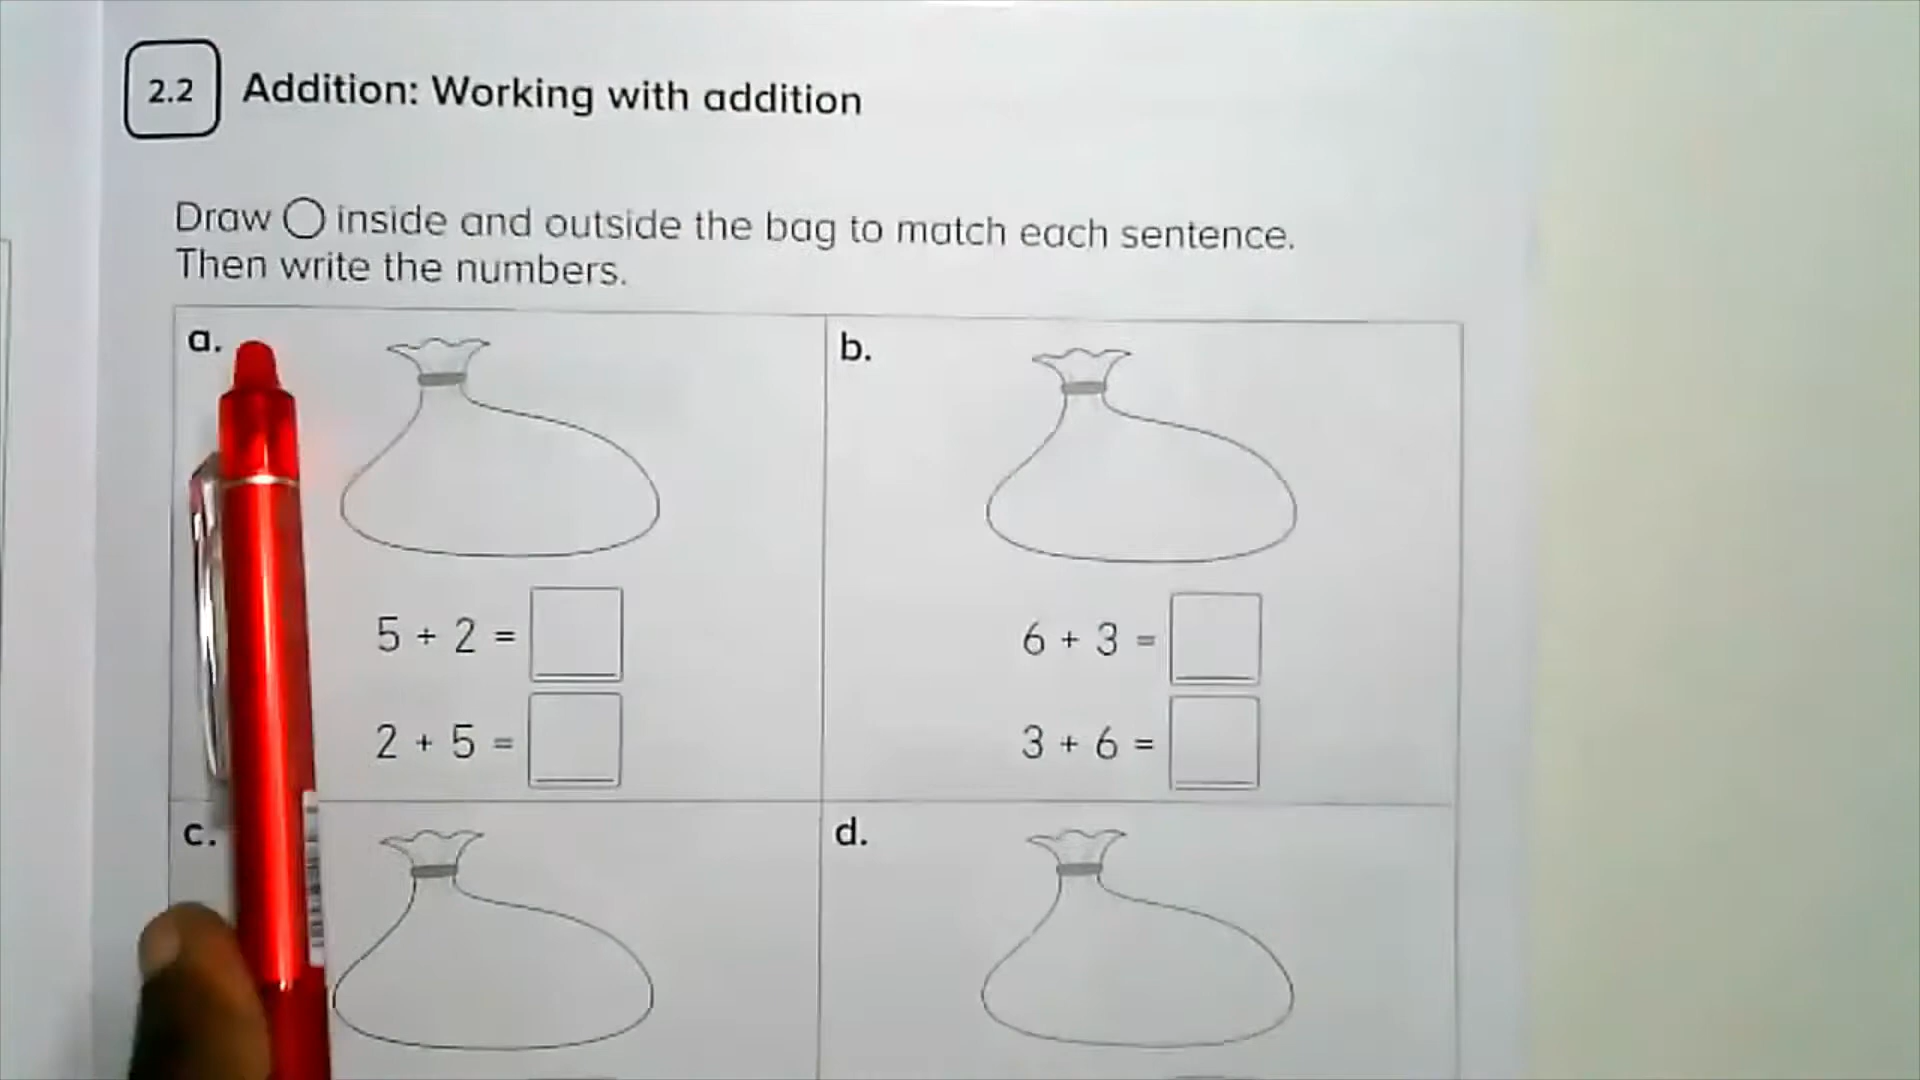 2.2 Addition: Working with addition
Draw ○ inside and outside the bag to match each sentence.
Then write the numbers.
a.
5 + 2 =
2 + 5 =
b.
6 + 3 =
3 + 6 =
c.
d.